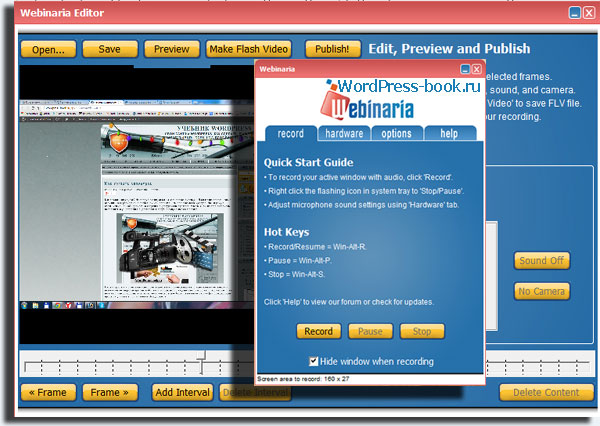 Webinaria Editor
Open...
Save
Preview
Make Flash Video
Publish!
Edit, Preview and Publish
elected frames.
sound, and camera.
Video' to save FLV file.
our recording.
УЧЕБНИК WORDPRESS
Webinaria
WordPress-book.ru
Webinaria
record
hardware
options
help
Quick Start Guide
• To record your active window with audio, click 'Record'.
• Right click the flashing icon in system tray to 'Stop/Pause'.
• Adjust microphone sound settings using 'Hardware' tab.
Hot Keys
• Record/Resume = Win-Alt-R.
• Pause = Win-Alt-P.
• Stop = Win-Alt-S.
Click 'Help' to view our forum or check for updates.
Record
Pause
Stop
Hide window when recording
Screen area to record: 160 x 27
Sound Off
No Camera
« Frame
Frame »
Add Interval
Delete Interval
Delete Content